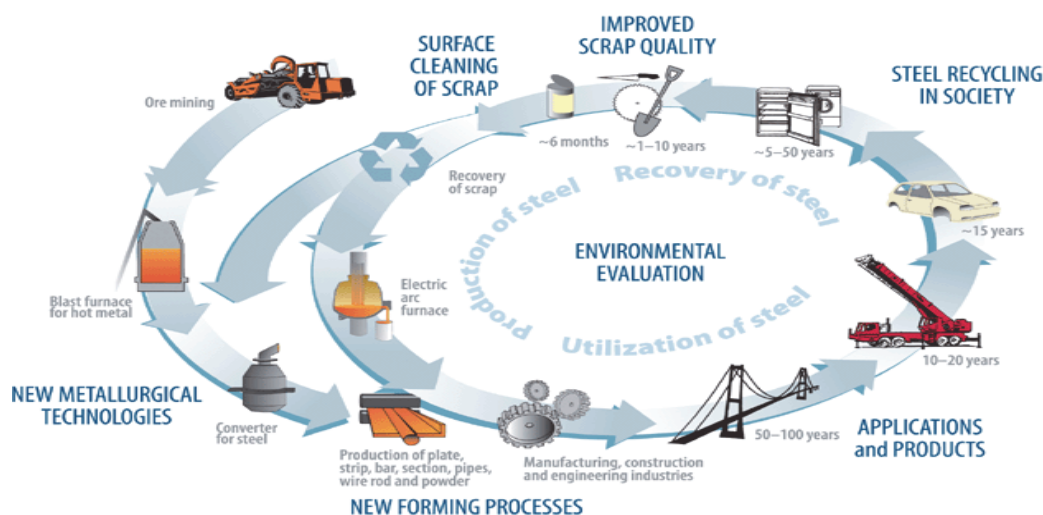 IMPROVED
SCRAP QUALITY
SURFACE
CLEANING
OF SCRAP
STEEL RECYCLING
IN SOCIETY
Ore mining
~6 months
~1–10 years
~5–50 years
Recovery
of scrap
Recovery of steel
Production of steel
~15 years
ENVIRONMENTAL
EVALUATION
Electric
arc
furnace
Blast furnace
for hot metal
Utilization of steel
10–20 years
NEW METALLURGICAL
TECHNOLOGIES
Converter
for steel
50–100 years
APPLICATIONS
and PRODUCTS
Production of plate,
strip, bar, section, pipes,
wire rod and powder
Manufacturing, construction
and engineering industries
NEW FORMING PROCESSES